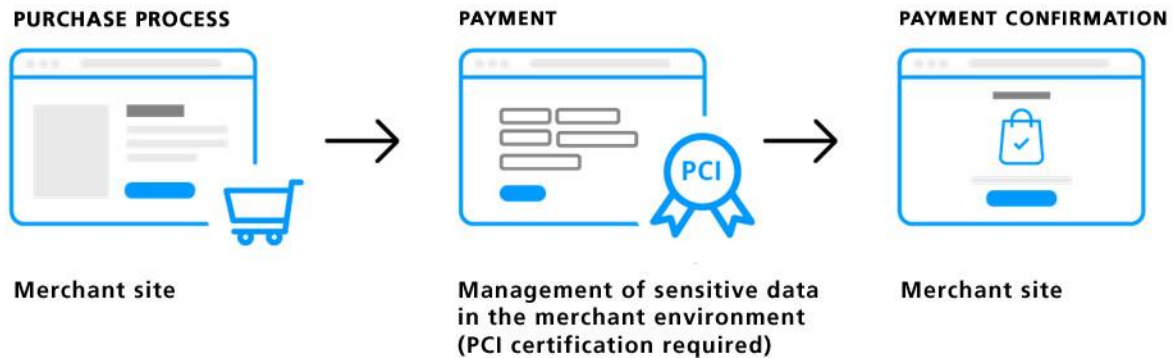 PURCHASE PROCESS
PAYMENT
PAYMENT CONFIRMATION
PCI
Merchant site
Management of sensitive data
in the merchant environment
(PCI certification required)
Merchant site